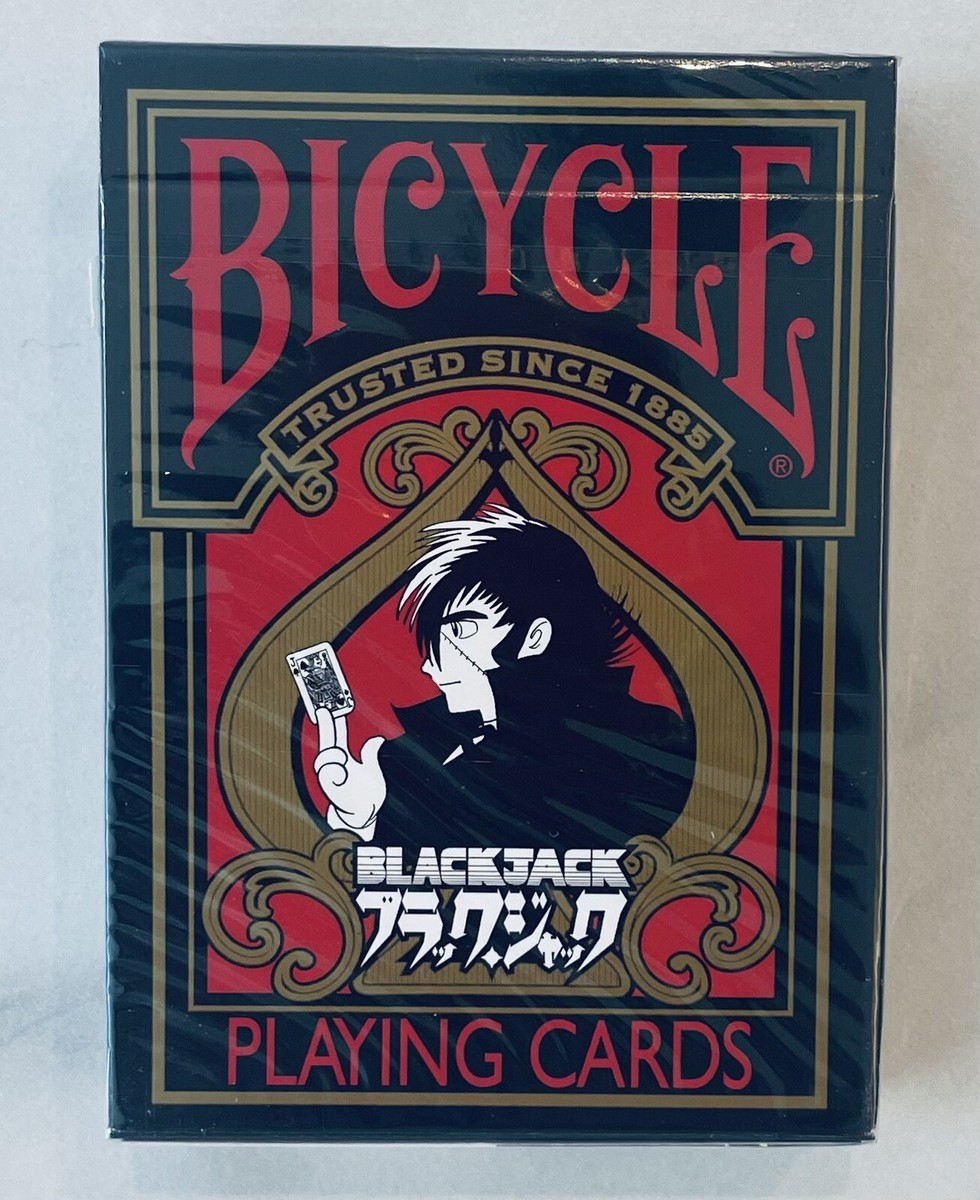 BICYCLE
®
TRUSTED SINCE 1885
J
BLACKJACK
ブラック・ジャック
PLAYING CARDS